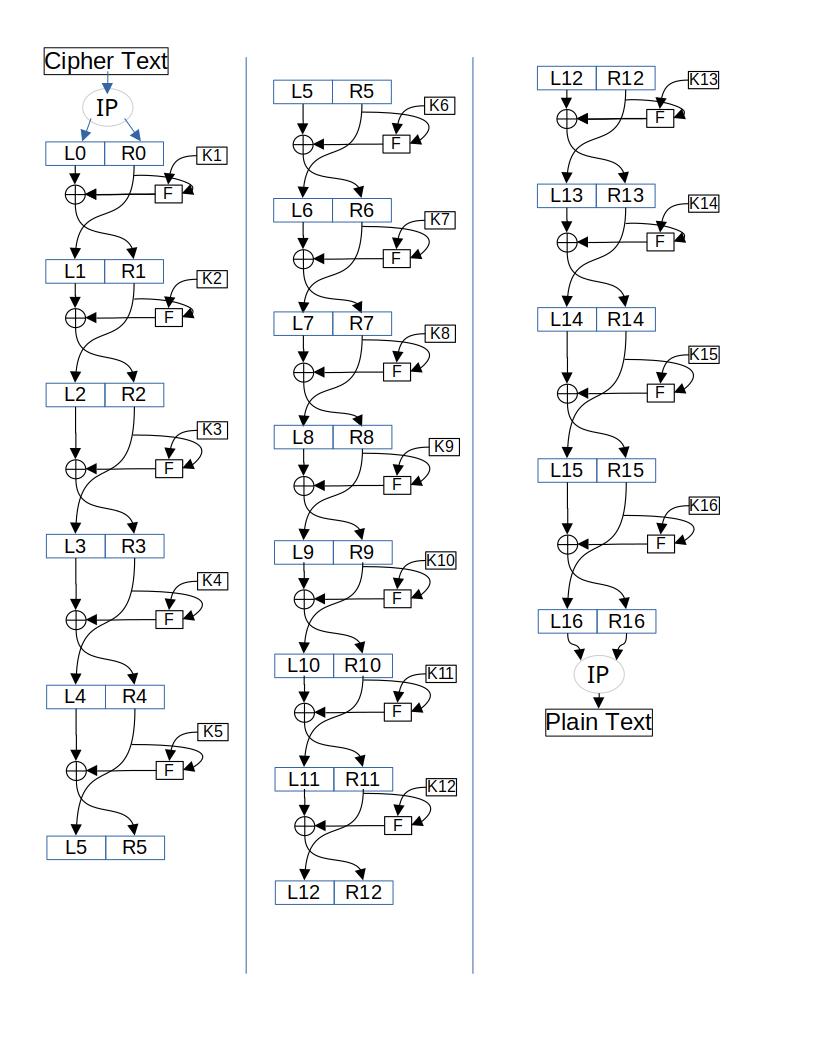 Cipher Text
IP
L0 R0
K1
F
L1 R1
K2
F
L2 R2
K3
F
L3 R3
K4
F
L4 R4
K5
F
L5 R5
L5 R5
K6
F
L6 R6
K7
F
L7 R7
K8
F
L8 R8
K9
F
L9 R9
K10
F
L10 R10
K11
F
L11 R11
K12
F
L12 R12
L12 R12
K13
F
L13 R13
K14
F
L14 R14
K15
F
L15 R15
K16
F
L16 R16
IP
Plain Text